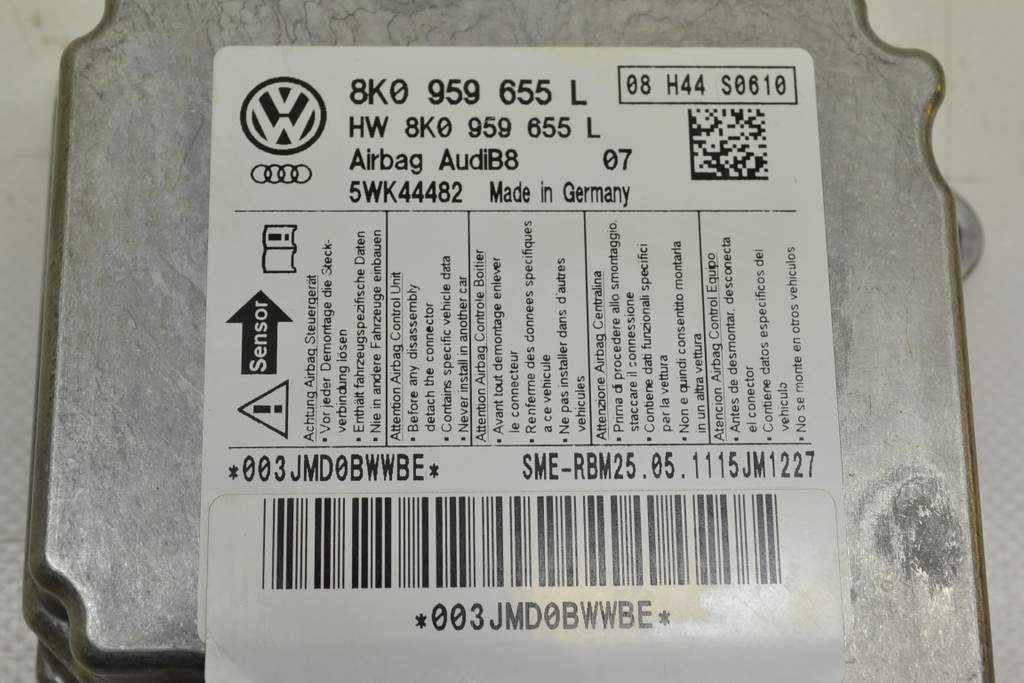 8K0 959 655 L
08 H44 S0610
HW 8K0 959 655 L
Airbag AudiB8 07
5WK44482 Made in Germany
Sensor
Achtung Airbag Steuergerät
• Vor jeder Demontage die Steck-
verbindung lösen
• Enthält fahrzeugspezifische Daten
• Nie in andere Fahrzeuge einbauen
Attention Airbag Control Unit
• Before any disassembly
detach the connector
• Contains specific vehicle data
• Never install in another car
Attention Airbag Controle Boitier
• Avant tout demontage enlever
le connecteur
• Renferme des donnees specifiques
a ce vehicule
• Ne pas installer dans d'autres
vehicules
Attenzione Airbag Centralina
• Prima di procedere allo smontaggio,
staccare il connessione
• Contiene dati funzionali specifici
per la vettura
• Non e quindi consentito montarla
in un altra vettura
Atencion Airbag Control Equipo
• Antes de desmontar, desconecta
el conector
• Contiene datos especificos del
vehiculo
• No se monte en otros vehiculos
*003JMD0BWWBE*
SME-RBM25.05.1115JM1227
*003JMD0BWWBE*